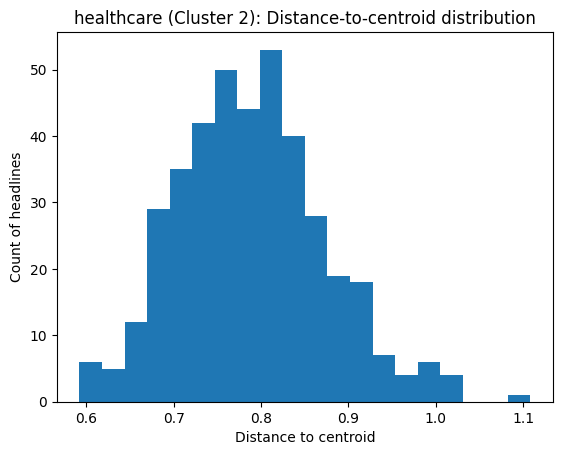 healthcare (Cluster 2): Distance-to-centroid distribution
Count of headlines
50
40
30
20
10
0
0.6 0.7 0.8 0.9 1.0 1.1
Distance to centroid